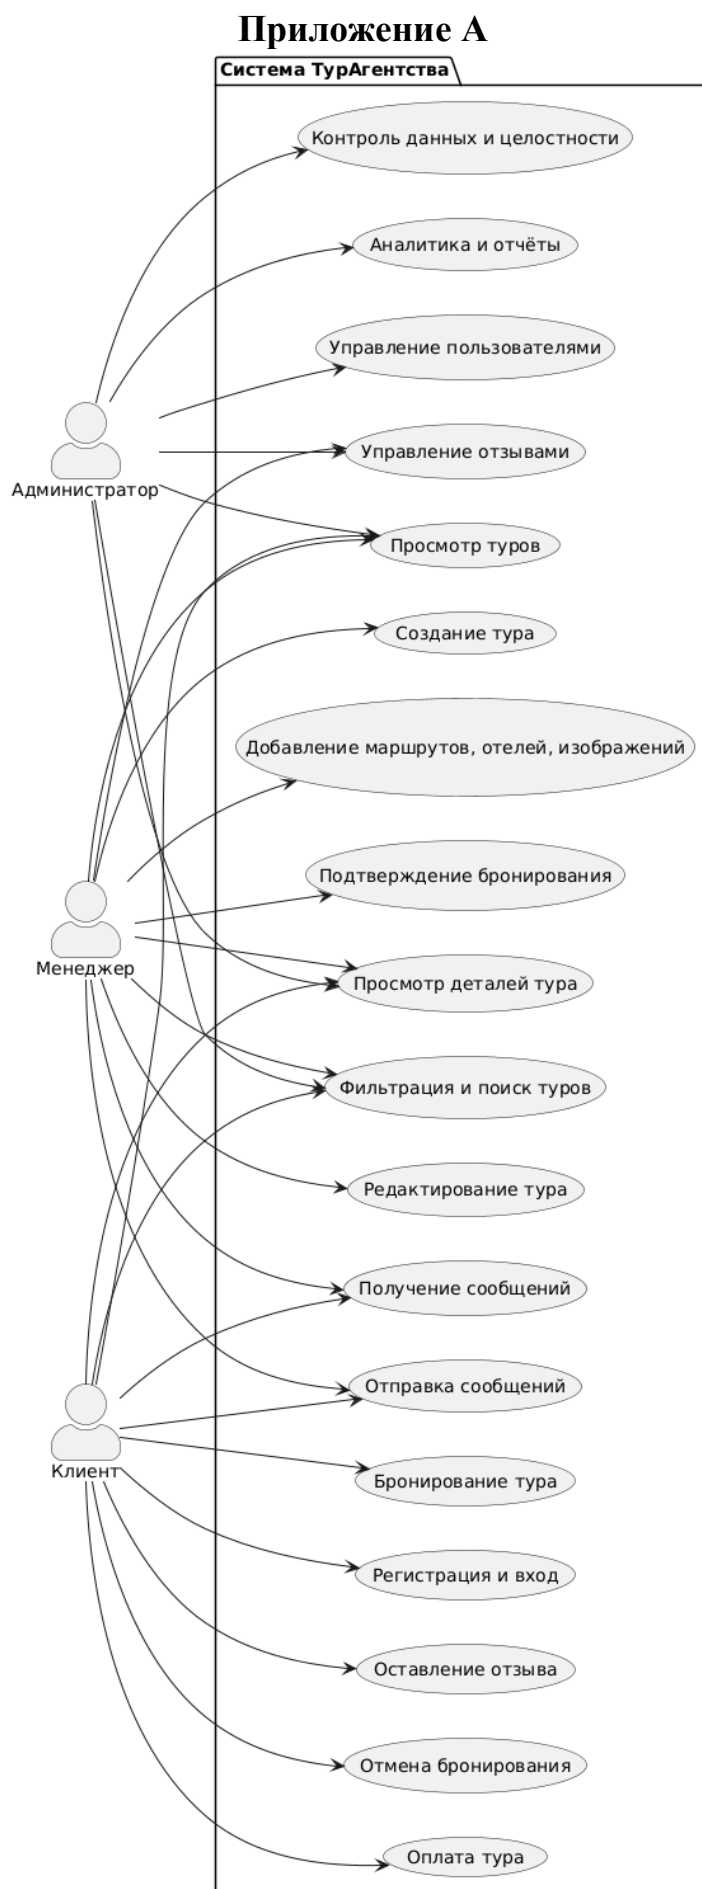 Приложение А
Система ТурАгентства
Контроль данных и целостности
Аналитика и отчёты
Управление пользователями
Управление отзывами
Администратор
Просмотр туров
Создание тура
Добавление маршрутов, отелей, изображений
Подтверждение бронирования
Менеджер
Просмотр деталей тура
Фильтрация и поиск туров
Редактирование тура
Получение сообщений
Отправка сообщений
Клиент
Бронирование тура
Регистрация и вход
Оставление отзыва
Отмена бронирования
Оплата тура